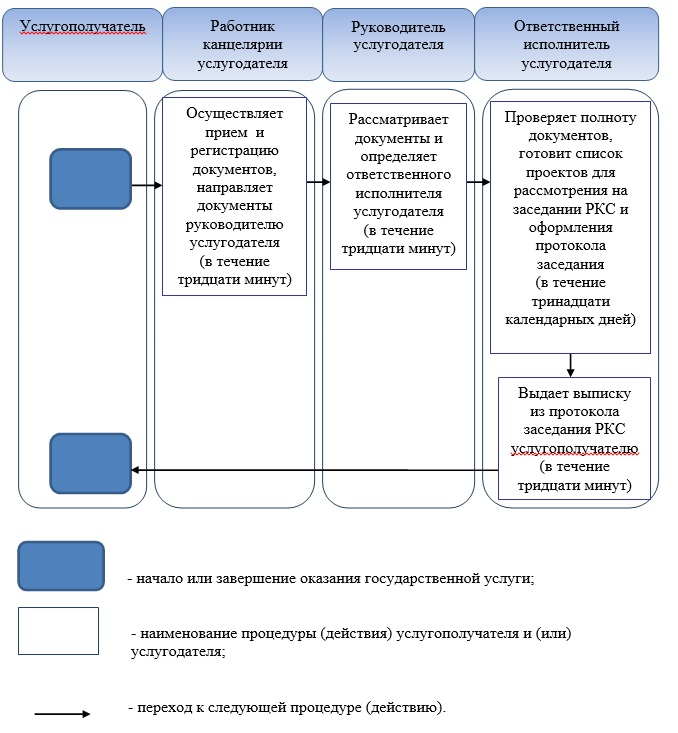 Услугополучатель
Работник
канцелярии
услугодателя
Руководитель
услугодателя
Ответственный
исполнитель
услугодателя
Осуществляет
прием и
регистрацию
документов,
направляет
документы
руководителю
услугодателя
(в течение
тридцати минут)
Рассматривает
документы и
определяет
ответственного
исполнителя
услугодателя
(в течение
тридцати минут)
Проверяет полноту
документов,
готовит список
проектов для
рассмотрения на
заседании РКС и
оформления
протокола
заседания
(в течение
тринадцати
календарных дней)
Выдает выписку
из протокола
заседания РКС
услугополучателю
(в течение
тридцати минут)
- начало или завершение оказания государственной услуги;
- наименование процедуры (действия) услугополучателя и (или)
услугодателя;
- переход к следующей процедуре (действию).